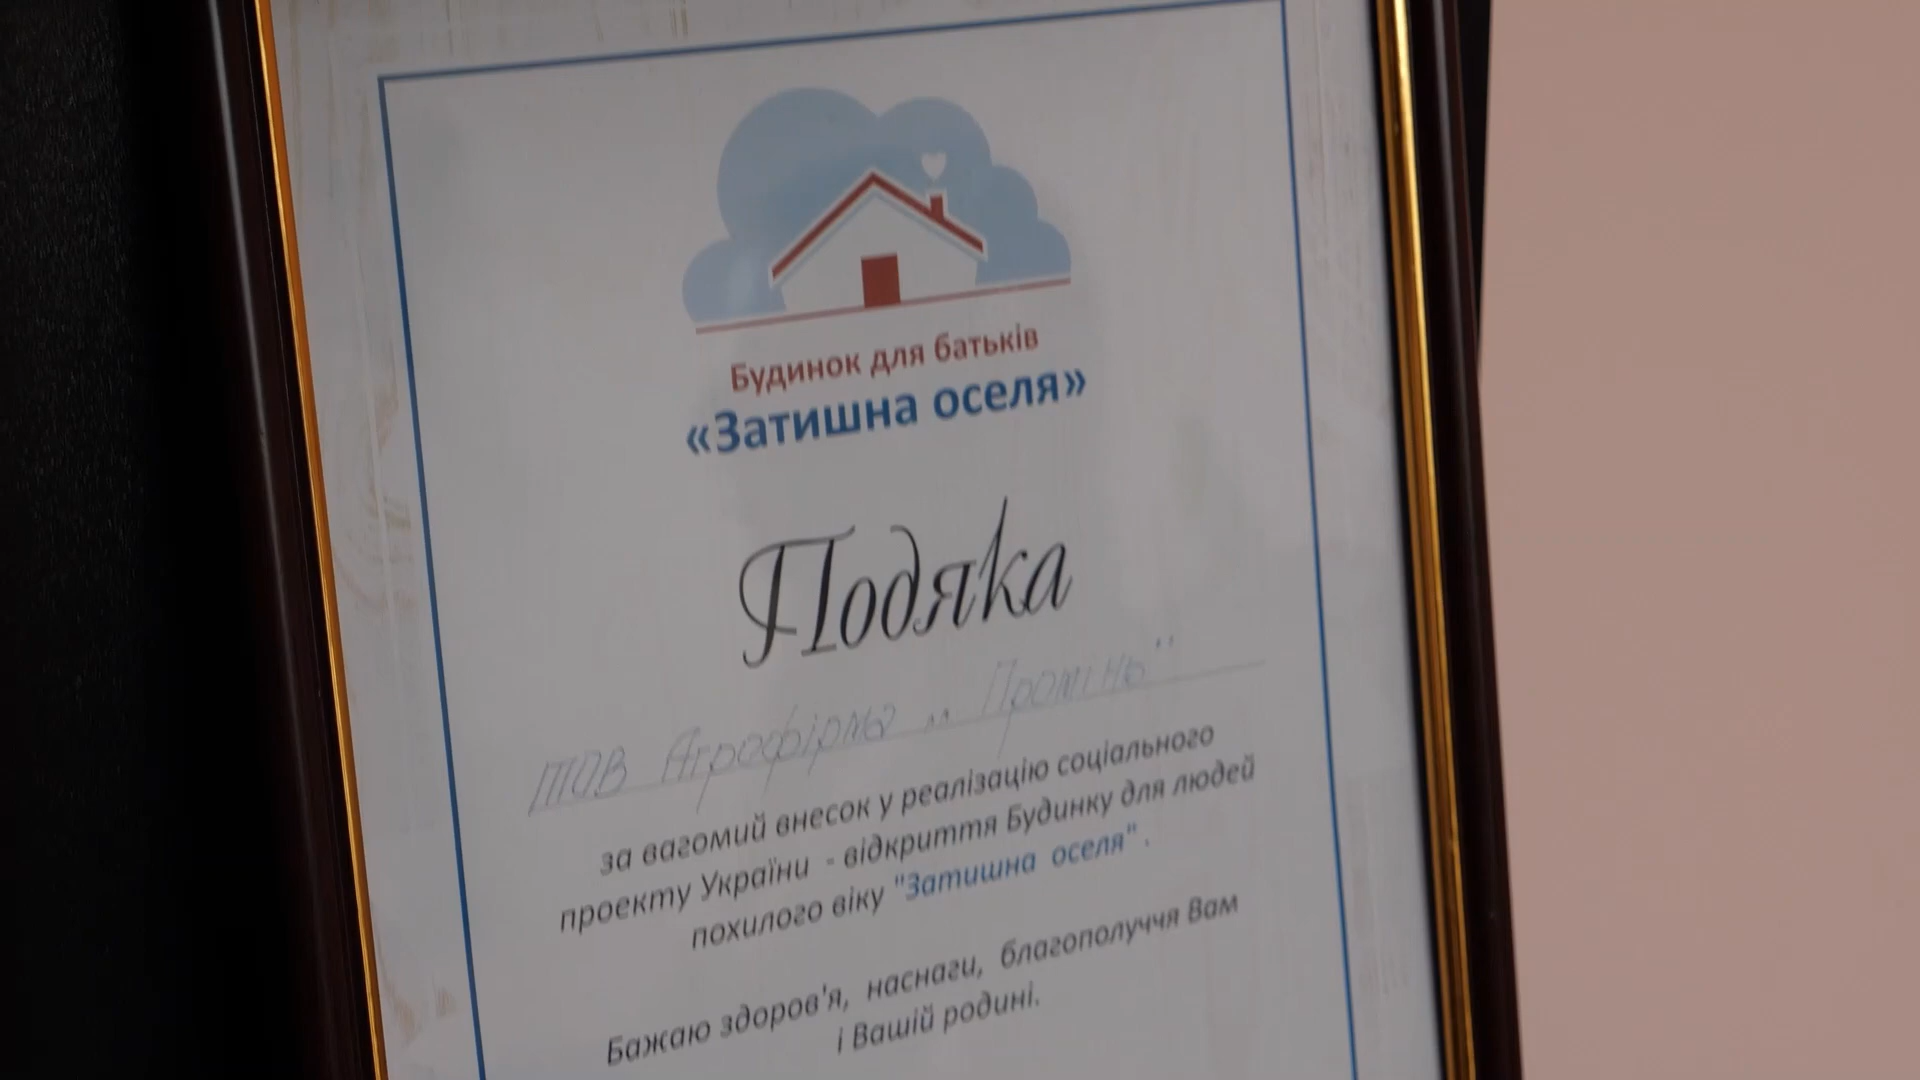 Будинок для батьків
«Затишна оселя»
Подяка
ТОВ Агрофірма „Промінь"
за вагомий внесок у реалізацію соціального
проекту України - відкриття Будинку для людей
похилого віку "Затишна оселя".
Бажаю здоров'я, наснаги, благополуччя Вам
і Вашій родині.